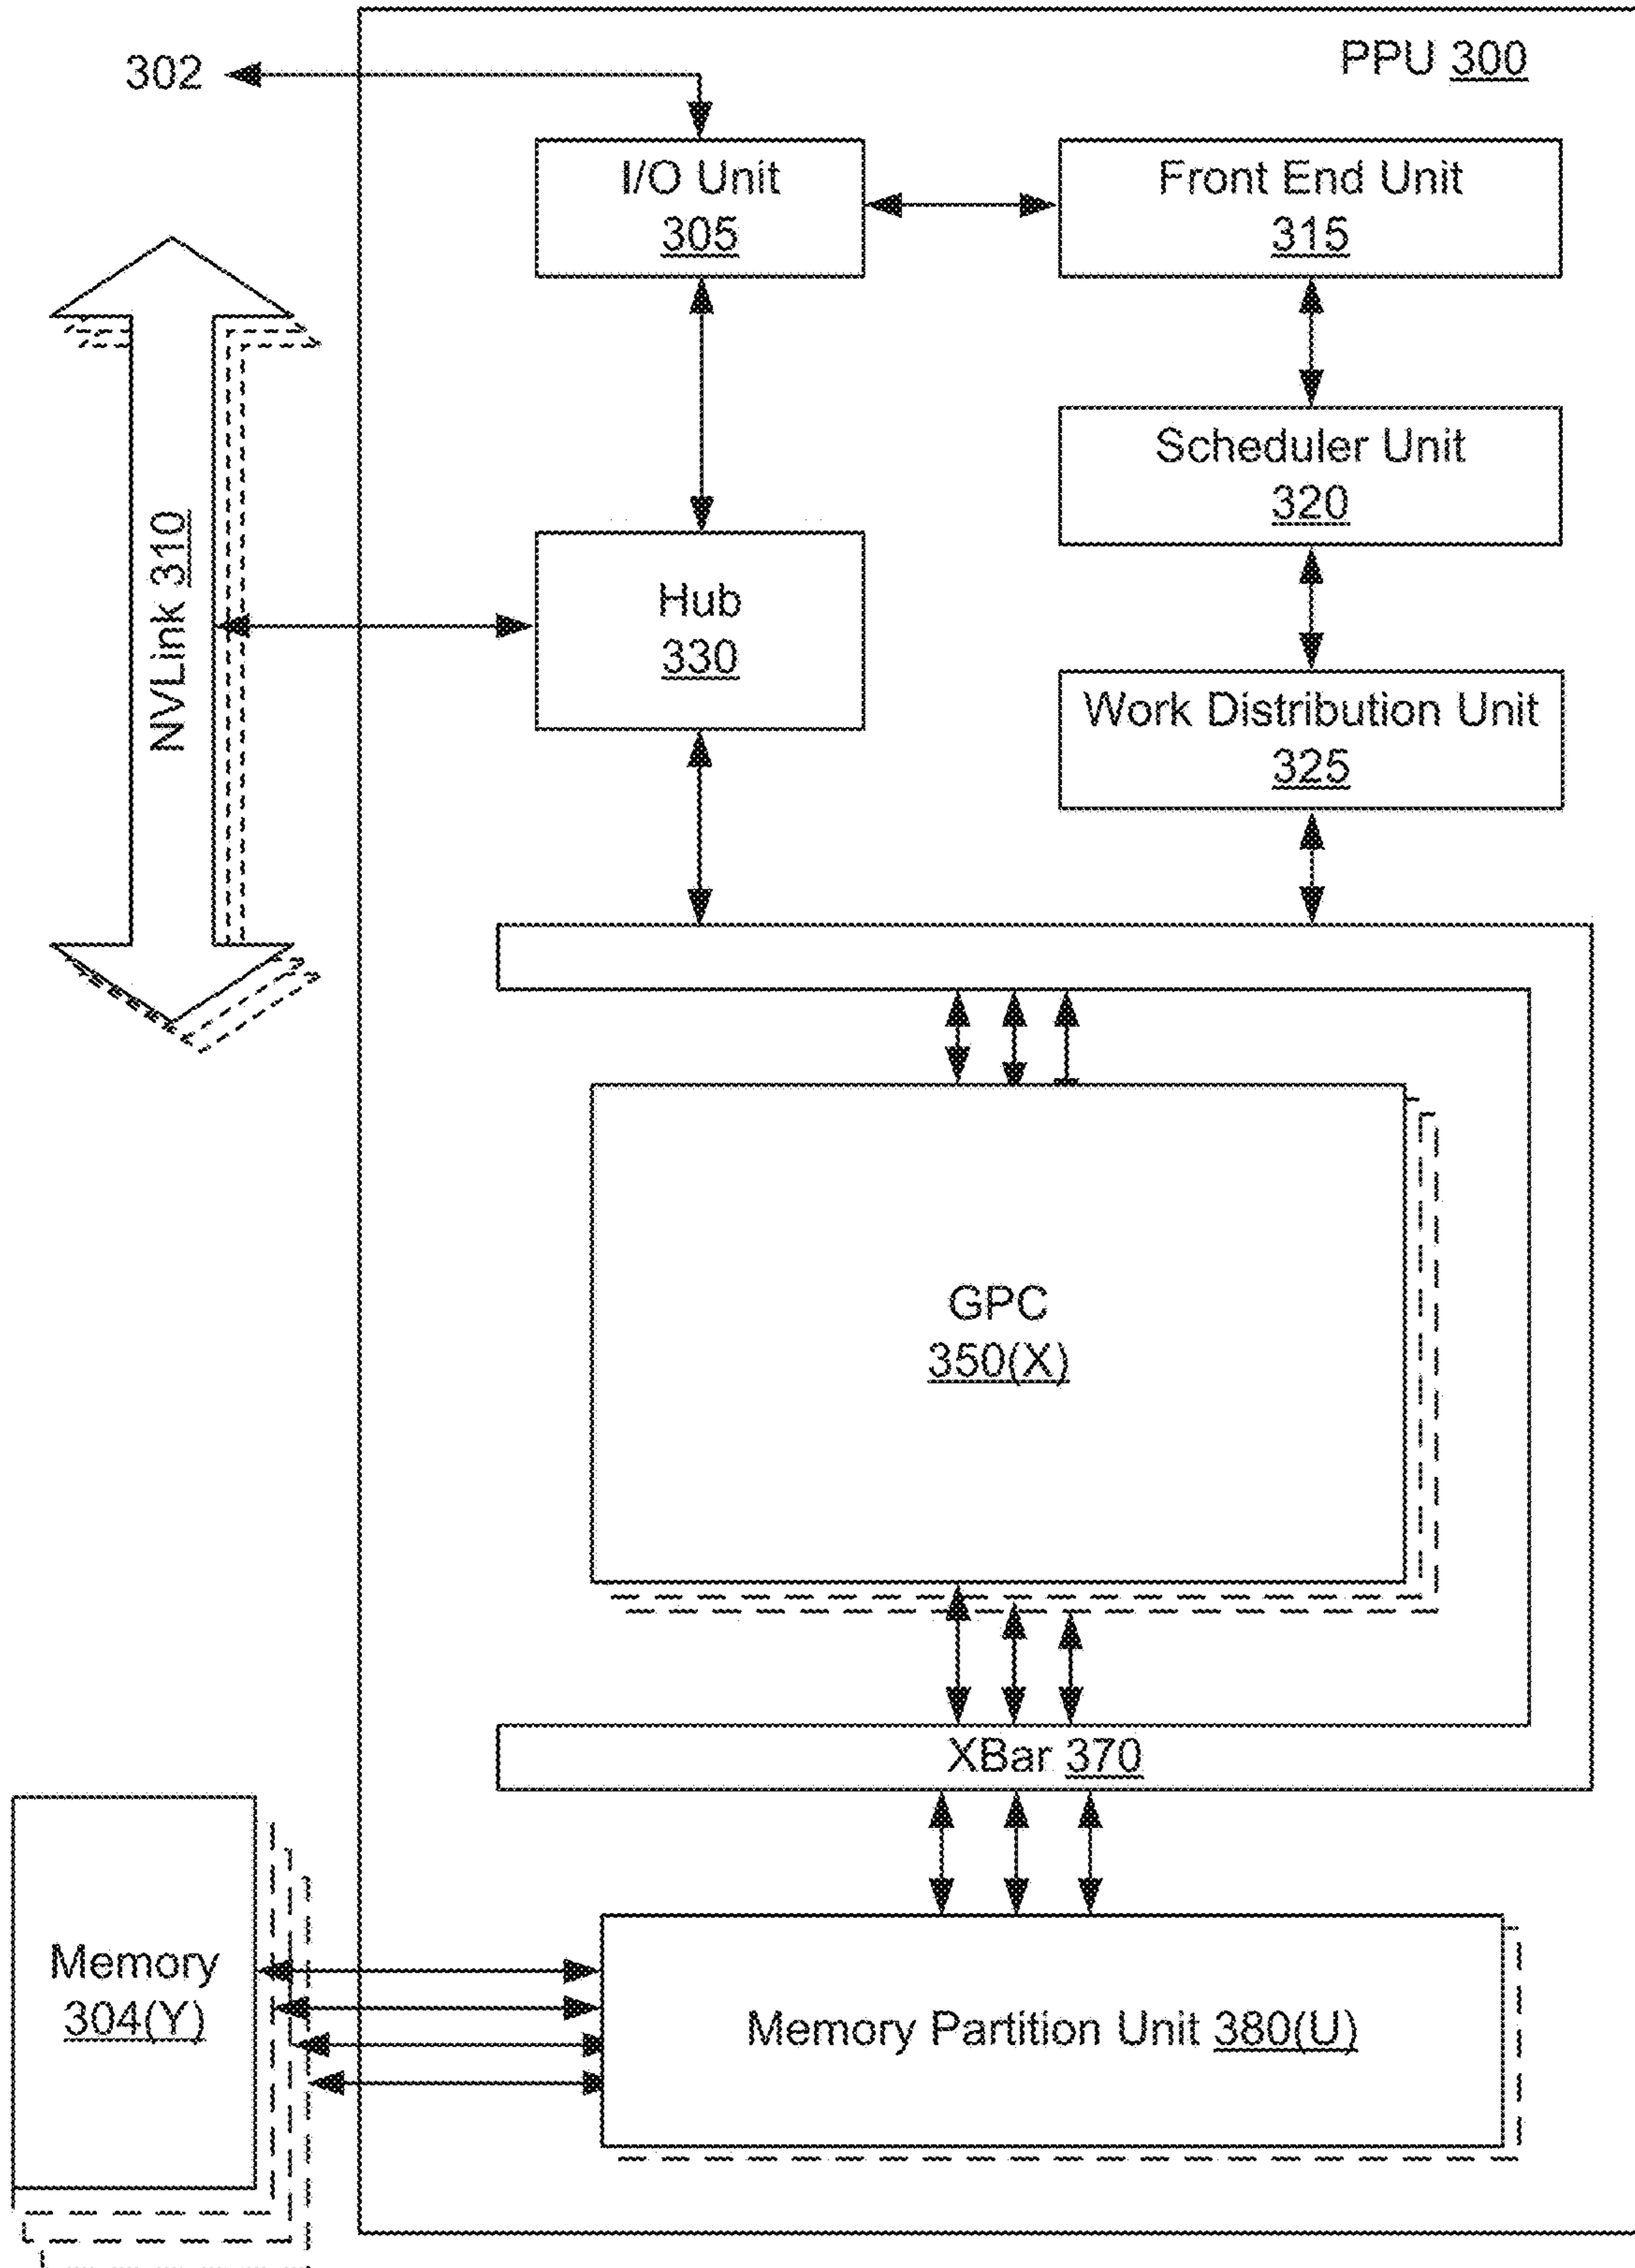 PPU 300
302
I/O Unit
305
Front End Unit
315
Scheduler Unit
320
NVLink 310
Hub
330
Work Distribution Unit
325
GPC
350(X)
XBar 370
Memory
304(Y)
Memory Partition Unit 380(U)